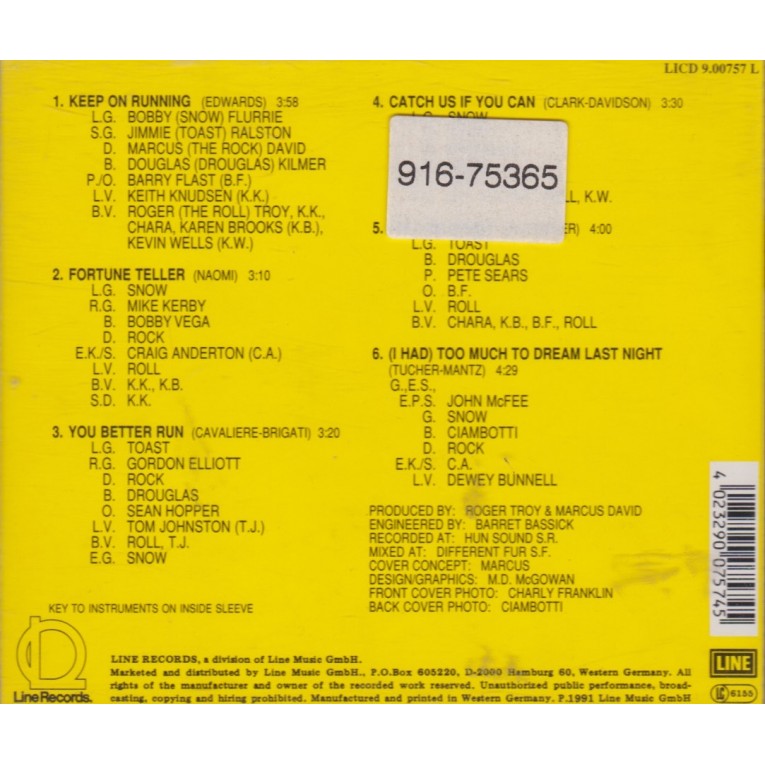 LICD 9.00757 L
1. KEEP ON RUNNING (EDWARDS) 3:58
L.G. BOBBY (SNOW) FLURRIE
S.G. JIMMIE (TOAST) RALSTON
D. MARCUS (THE ROCK) DAVID
B. DOUGLAS (DROUGLAS) KILMER
P./O. BARRY FLAST (B.F.)
L.V. KEITH KNUDSEN (K.K.)
B.V. ROGER (THE ROLL) TROY, K.K.,
CHARA, KAREN BROOKS (K.B.),
KEVIN WELLS (K.W.)
2. FORTUNE TELLER (NAOMI) 3:10
L.G. SNOW
R.G. MIKE KERBY
B. BOBBY VEGA
D. ROCK
E.K./S. CRAIG ANDERTON (C.A.)
L.V. ROLL
B.V. K.K., K.B.
S.D. K.K.
3. YOU BETTER RUN (CAVALIERE-BRIGATI) 3:20
L.G. TOAST
R.G. GORDON ELLIOTT
D. ROCK
B. DROUGLAS
O. SEAN HOPPER
L.V. TOM JOHNSTON (T.J.)
B.V. ROLL, T.J.
E.G. SNOW
KEY TO INSTRUMENTS ON INSIDE SLEEVE
4. CATCH US IF YOU CAN (CLARK-DAVIDSON) 3:30
L.G. SNOW
916-75365
K.W.
5. 4:00
L.G. TOAST
B. DROUGLAS
P. PETE SEARS
O. B.F.
L.V. ROLL
B.V. CHARA, K.B., B.F., ROLL
6. (I HAD) TOO MUCH TO DREAM LAST NIGHT
(TUCHER-MANTZ) 4:29
G.,E.S.,
E.P.S. JOHN McFEE
G. SNOW
B. CIAMBOTTI
D. ROCK
E.K./S. C.A.
L.V. DEWEY BUNNELL
PRODUCED BY: ROGER TROY & MARCUS DAVID
ENGINEERED BY: BARRET BASSICK
RECORDED AT: HUN SOUND S.R.
MIXED AT: DIFFERENT FUR S.F.
COVER CONCEPT: MARCUS
DESIGN/GRAPHICS: M.D. McGOWAN
FRONT COVER PHOTO: CHARLY FRANKLIN
BACK COVER PHOTO: CIAMBOTTI
4 023290 075745
LINE
LC 6155
Line Records.
LINE RECORDS, a division of Line Music GmbH.
Marketed and distributed by Line Music GmbH., P.O.Box 605220, D-2000 Hamburg 60, Western Germany. All
rights of the manufacturer and owner of the recorded work reserved. Unauthorized public performance, broad-
casting, copying and hiring prohibited. Manufactured and printed in Western Germany. P.1991 Line Music GmbH